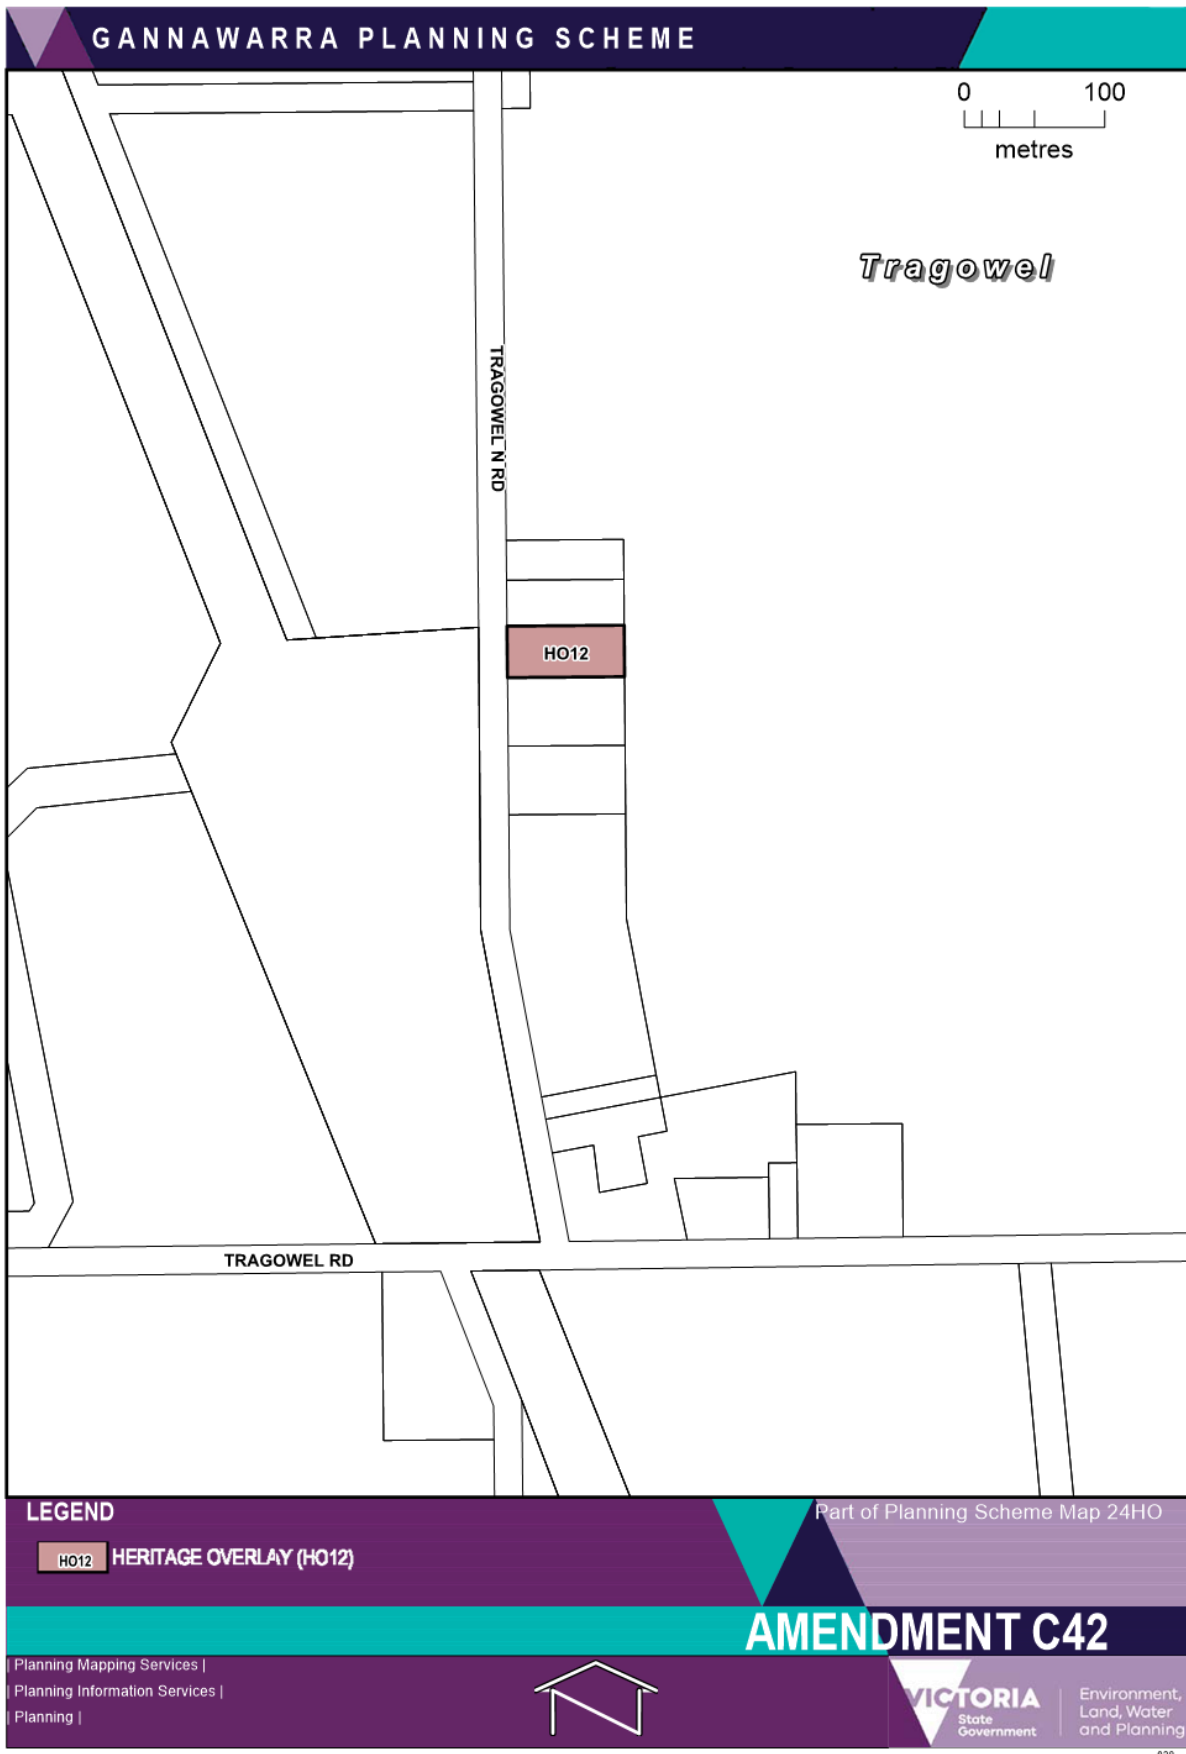 GANNAWARRA PLANNING SCHEME
0 100
metres
Tragowel
TRAGOWEL N RD
HO12
TRAGOWEL RD
LEGEND
Part of Planning Scheme Map 24HO
HO12 HERITAGE OVERLAY (HO12)
AMENDMENT C42
| Planning Mapping Services |
| Planning Information Services |
| Planning |
N
VICTORIA
State
Government
Environment,
Land, Water
and Planning